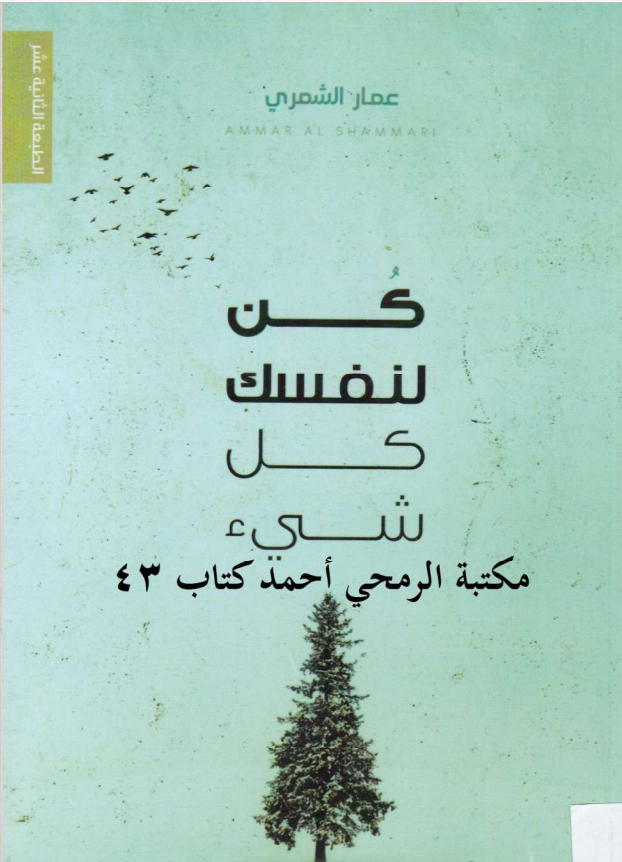 الطبعة الثانية عشر
عمار الشمري
AMMAR AL SHAMMARI
كُن
لنفسك
كل
شيء
مكتبة الرمحي أحمد كتاب ٤٣